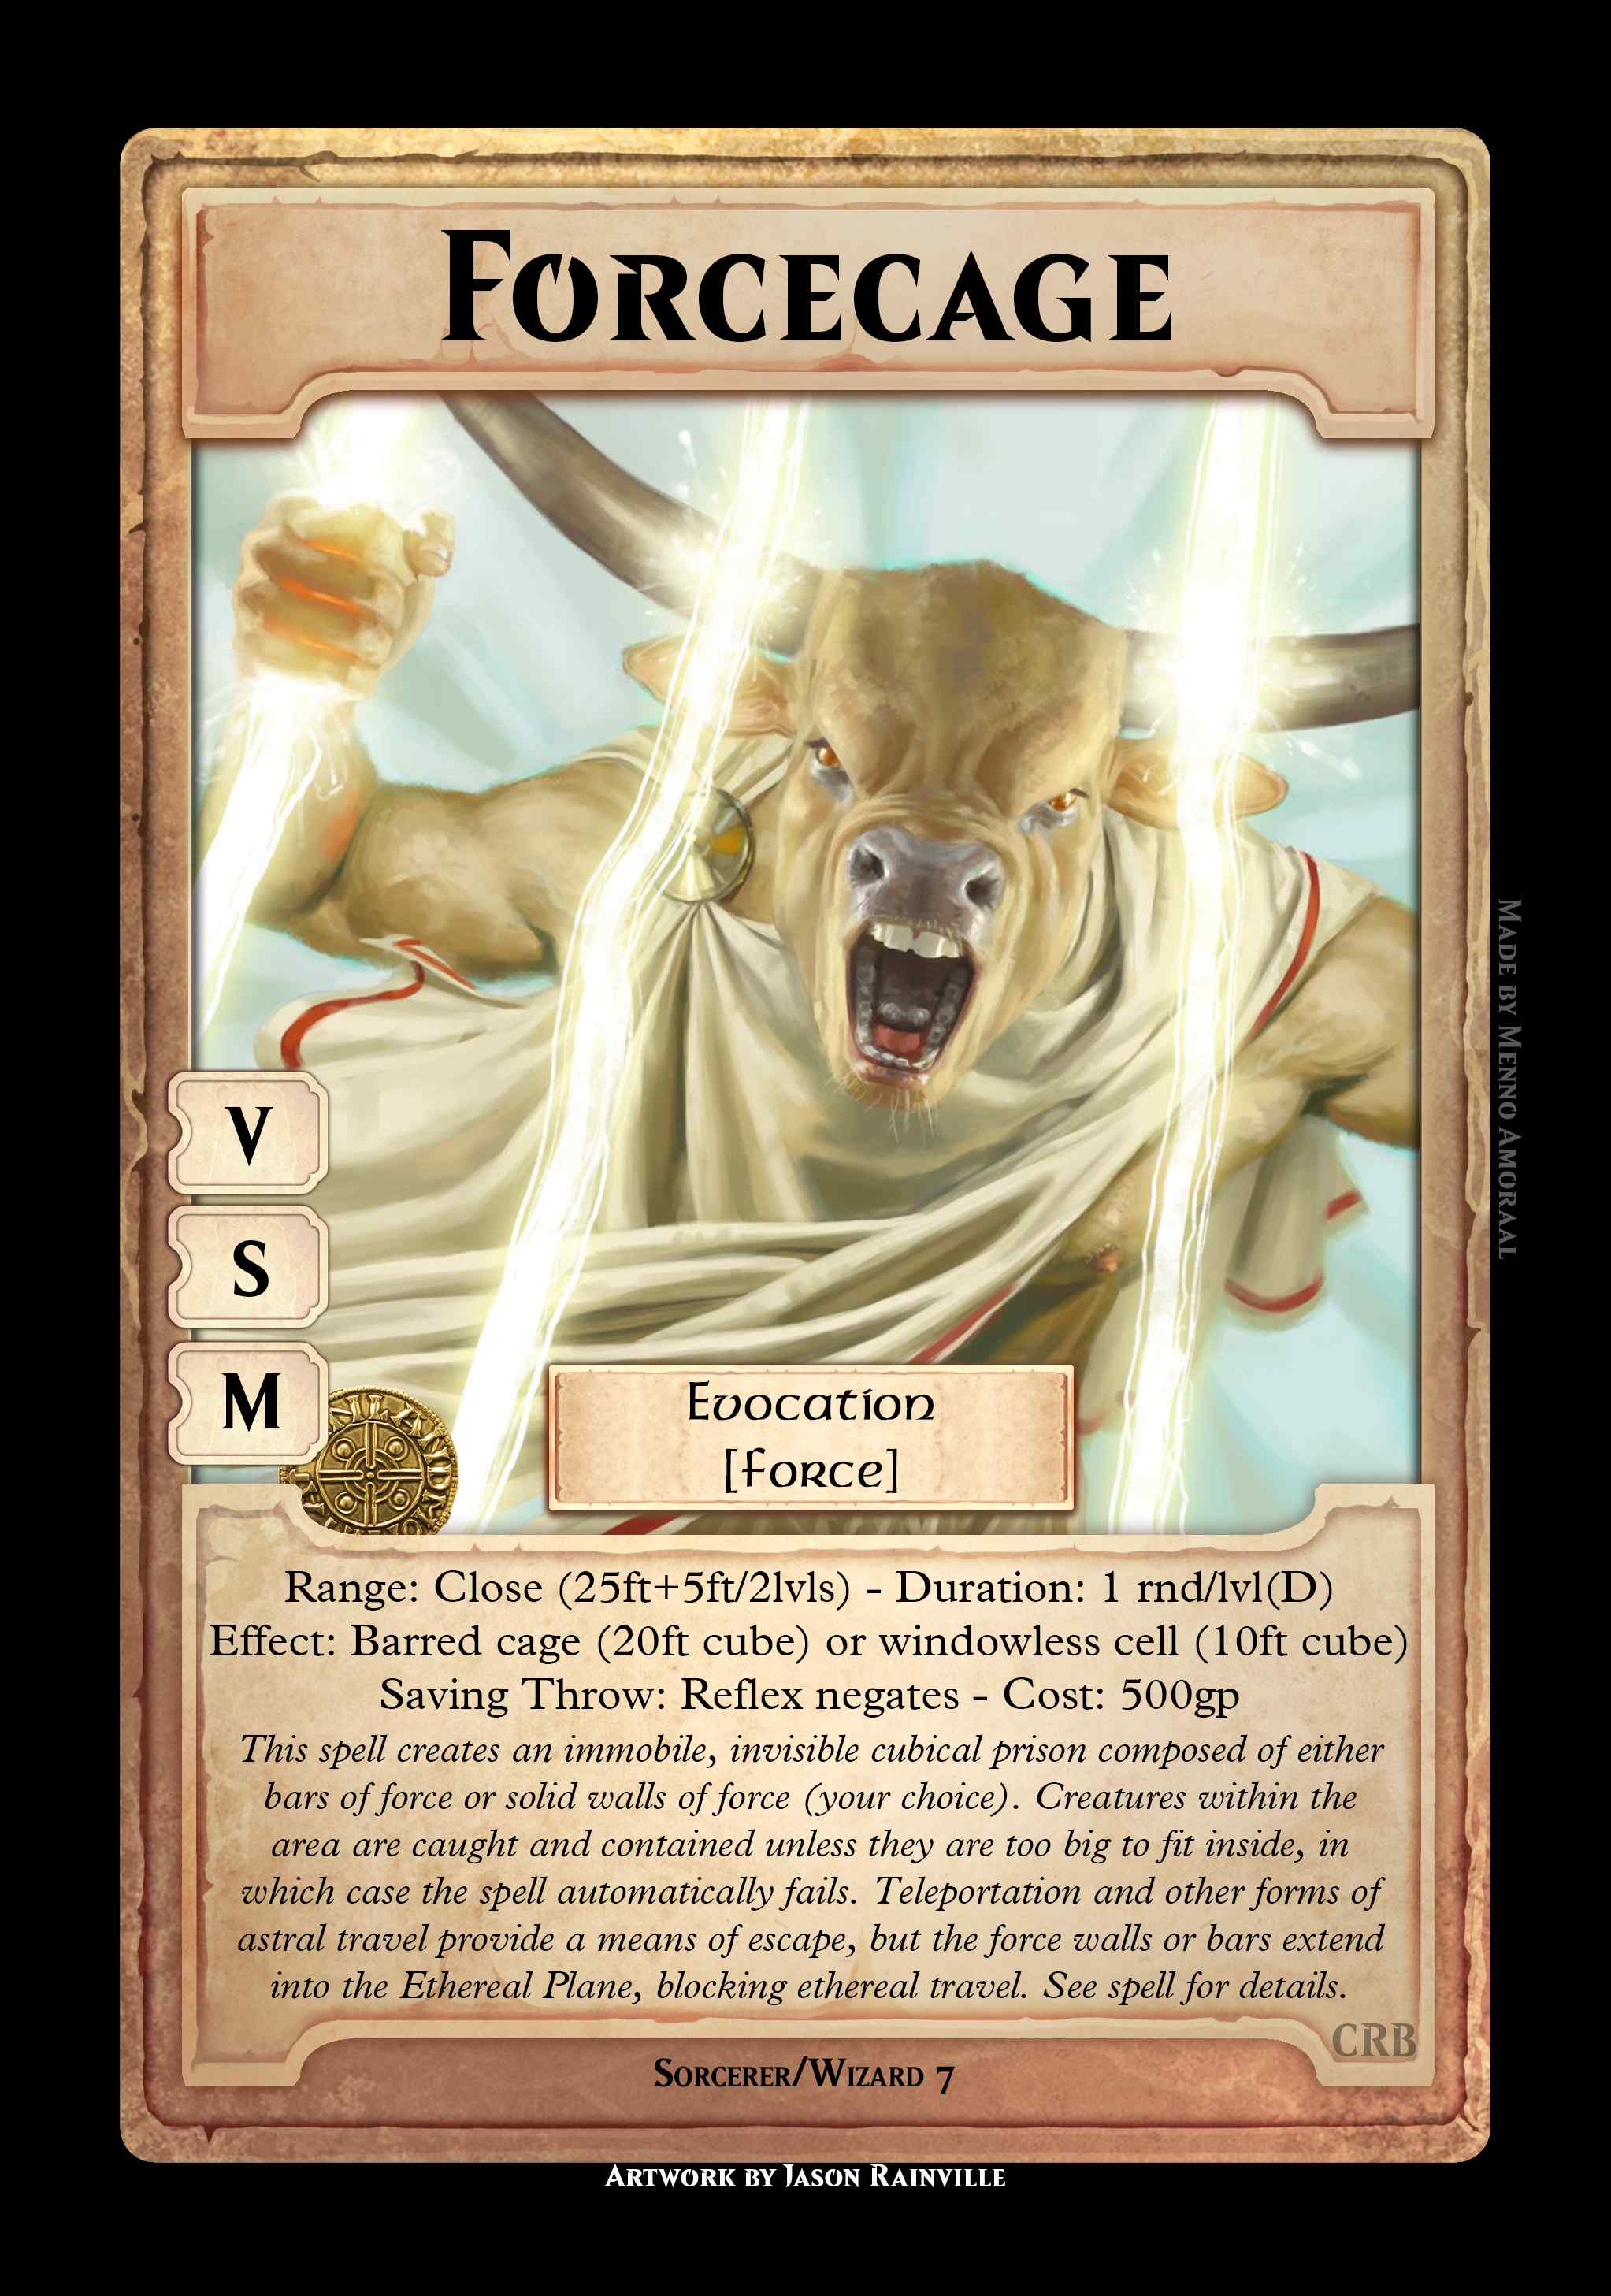 Forcecage
V
S
M
Evocation
[Force]
Range: Close (25ft+5ft/2lvls) - Duration: 1 rnd/lvl(D)
Effect: Barred cage (20ft cube) or windowless cell (10ft cube)
Saving Throw: Reflex negates - Cost: 500gp
This spell creates an immobile, invisible cubical prison composed of either
bars of force or solid walls of force (your choice). Creatures within the
area are caught and contained unless they are too big to fit inside, in
which case the spell automatically fails. Teleportation and other forms of
astral travel provide a means of escape, but the force walls or bars extend
into the Ethereal Plane, blocking ethereal travel. See spell for details.
CRB
Sorcerer/Wizard 7
Artwork by Jason Rainville
Made by Menno Amoraal